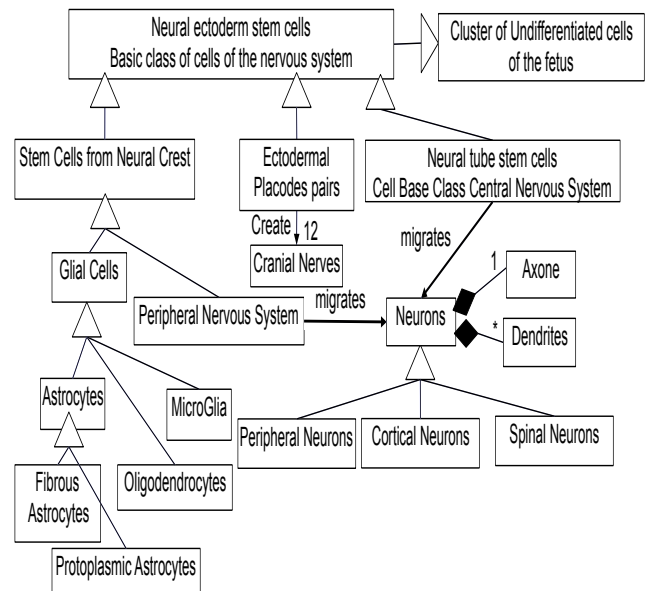 Neural ectoderm stem cells
Basic class of cells of the nervous system
Cluster of Undifferentiated cells
of the fetus
Stem Cells from Neural Crest
Ectodermal
Placodes pairs
Neural tube stem cells
Cell Base Class Central Nervous System
Create 12
Cranial Nerves
migrates
Glial Cells
Peripheral Nervous System
migrates
Neurons
1
Axone
*
Dendrites
Astrocytes
MicroGlia
Oligodendrocytes
Peripheral Neurons
Cortical Neurons
Spinal Neurons
Fibrous
Astrocytes
Protoplasmic Astrocytes